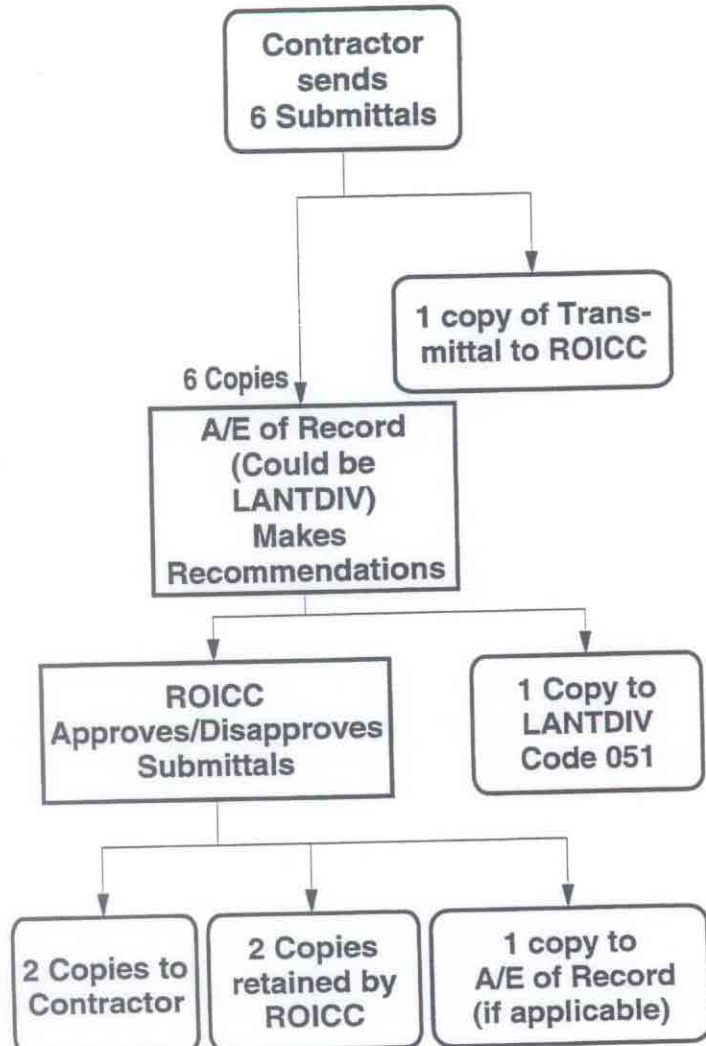 Contractor
sends
6 Submittals
1 copy of Trans-
mittal to ROICC
6 Copies
A/E of Record
(Could be
LANTDIV)
Makes
Recommendations
ROICC
Approves/Disapproves
Submittals
1 Copy to
LANTDIV
Code 051
2 Copies to
Contractor
2 Copies
retained by
ROICC
1 copy to
A/E of Record
(if applicable)